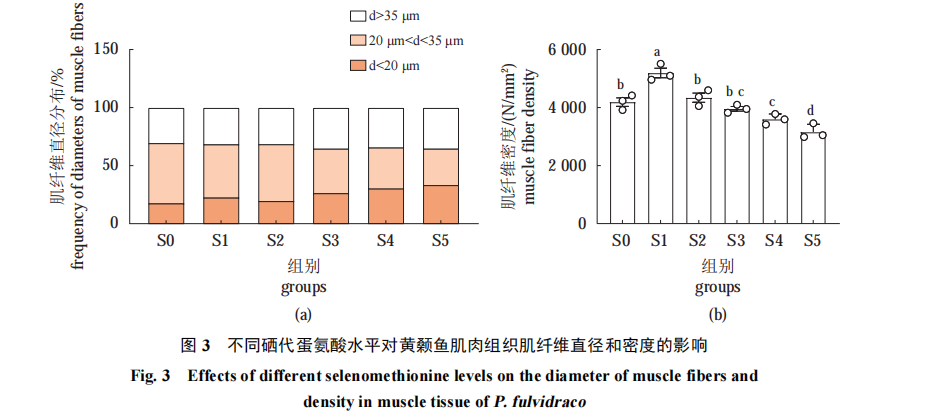 肌纤维直径分布/%
frequency of diameters of muscle fibers
150
100
50
0
d>35 μm
20 μm<d<35 μm
d<20 μm
S0 S1 S2 S3 S4 S5
组别
groups
(a)
肌纤维密度/(N/mm²)
muscle fiber density
6 000
4 000
2 000
0
b a b b c c d
S0 S1 S2 S3 S4 S5
组别
groups
(b)
图 3 不同硒代蛋氨酸水平对黄颡鱼肌肉组织肌纤维直径和密度的影响
Fig. 3 Effects of different selenomethionine levels on the diameter of muscle fibers and
density in muscle tissue of P. fulvidraco